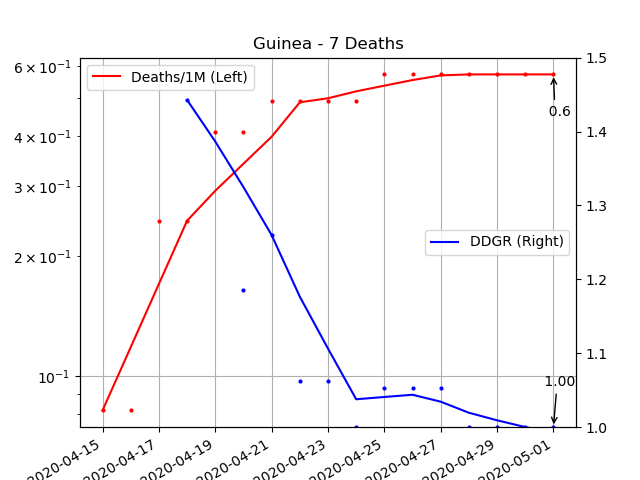 Guinea - 7 Deaths
Deaths/1M (Left)
DDGR (Right)
6 × 10⁻¹
4 × 10⁻¹
3 × 10⁻¹
2 × 10⁻¹
10⁻¹
1.5
1.4
1.3
1.2
1.1
1.0
0.6
1.00
2020-04-15
2020-04-17
2020-04-19
2020-04-21
2020-04-23
2020-04-25
2020-04-27
2020-04-29
2020-05-01